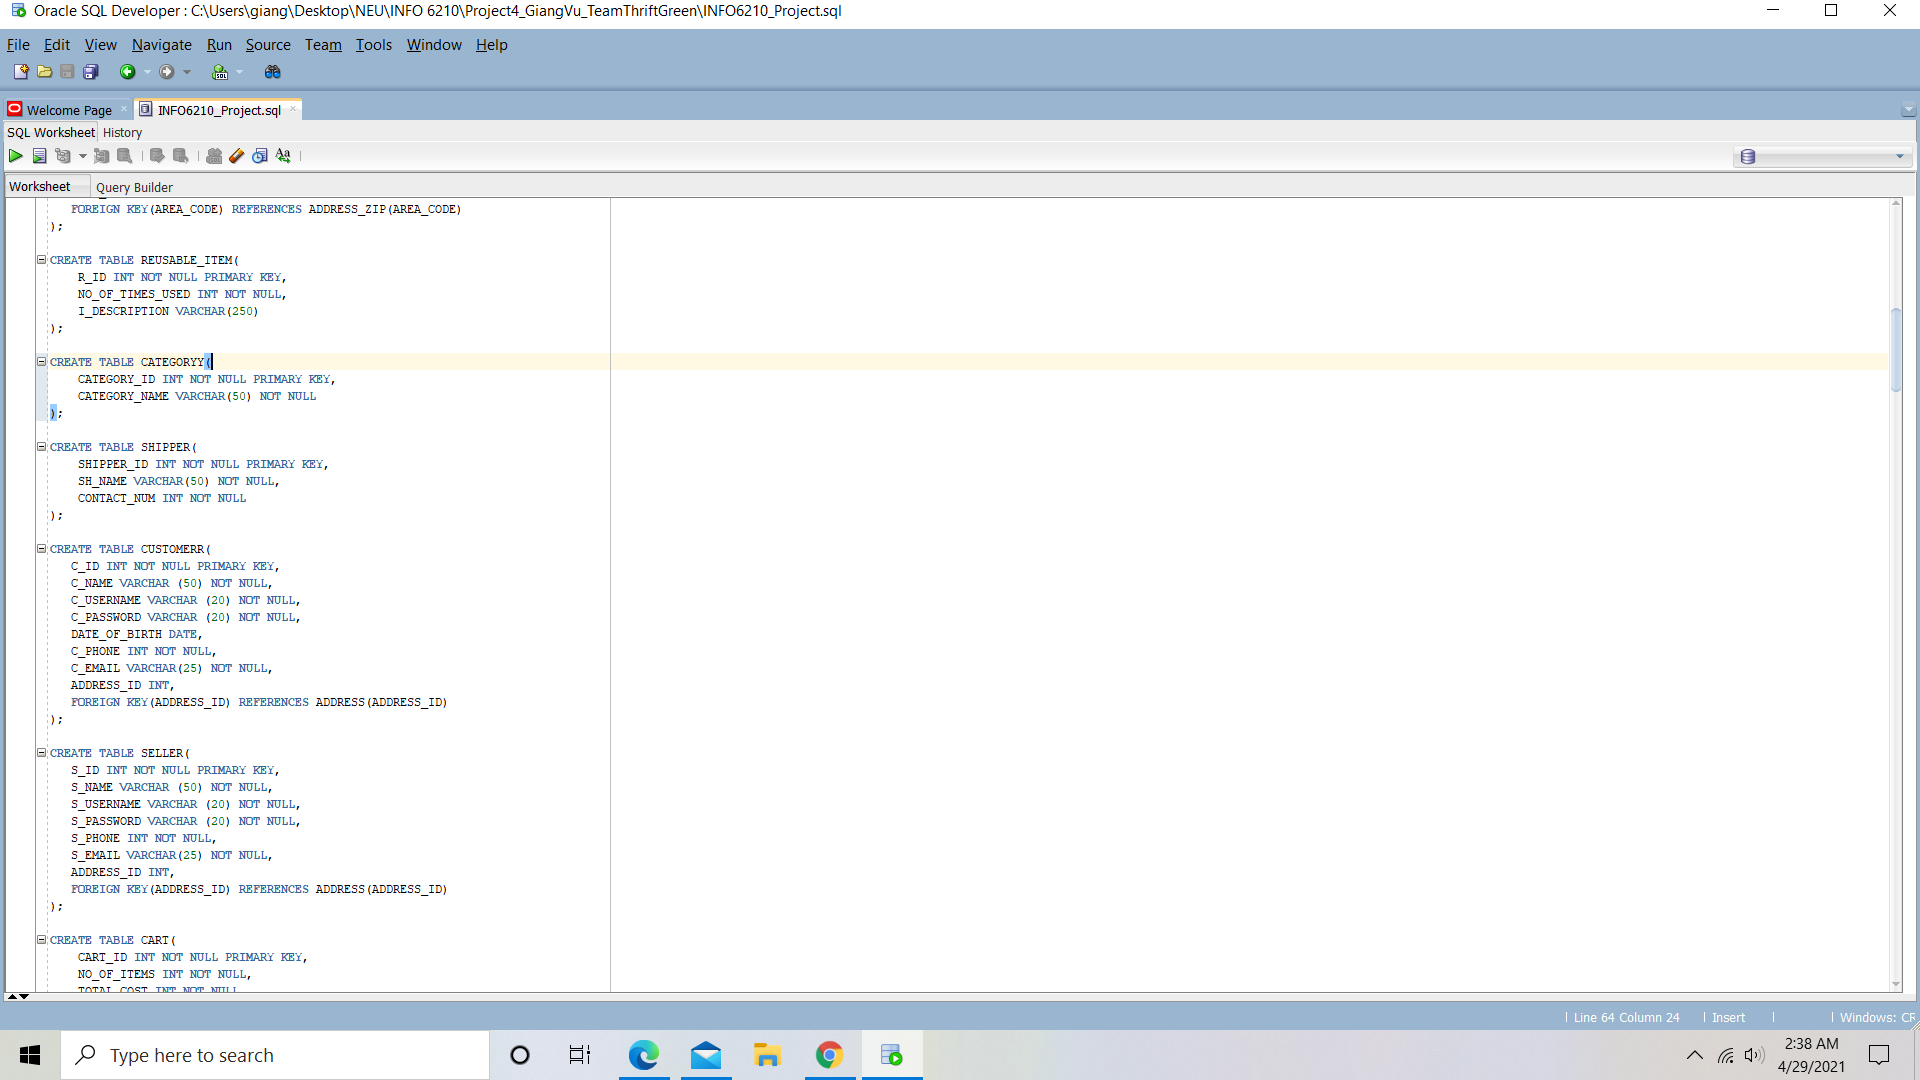 Oracle SQL Developer : C:\Users\giang\Desktop\NEU\INFO 6210\Project4_GiangVu_TeamThriftGreen\INFO6210_Project.sql
File Edit View Navigate Run Source Team Tools Window Help
SQL
Welcome Page × INFO6210_Project.sql ×
SQL Worksheet History
Aa
Worksheet Query Builder
FOREIGN KEY(AREA_CODE) REFERENCES ADDRESS_ZIP(AREA_CODE)
);
CREATE TABLE REUSABLE_ITEM(
R_ID INT NOT NULL PRIMARY KEY,
NO_OF_TIMES_USED INT NOT NULL,
I_DESCRIPTION VARCHAR(250)
);
CREATE TABLE CATEGORYY(
CATEGORY_ID INT NOT NULL PRIMARY KEY,
CATEGORY_NAME VARCHAR(50) NOT NULL
);
CREATE TABLE SHIPPER(
SHIPPER_ID INT NOT NULL PRIMARY KEY,
SH_NAME VARCHAR(50) NOT NULL,
CONTACT_NUM INT NOT NULL
);
CREATE TABLE CUSTOMERR(
C_ID INT NOT NULL PRIMARY KEY,
C_NAME VARCHAR (50) NOT NULL,
C_USERNAME VARCHAR (20) NOT NULL,
C_PASSWORD VARCHAR (20) NOT NULL,
DATE_OF_BIRTH DATE,
C_PHONE INT NOT NULL,
C_EMAIL VARCHAR(25) NOT NULL,
ADDRESS_ID INT,
FOREIGN KEY(ADDRESS_ID) REFERENCES ADDRESS(ADDRESS_ID)
);
CREATE TABLE SELLER(
S_ID INT NOT NULL PRIMARY KEY,
S_NAME VARCHAR (50) NOT NULL,
S_USERNAME VARCHAR (20) NOT NULL,
S_PASSWORD VARCHAR (20) NOT NULL,
S_PHONE INT NOT NULL,
S_EMAIL VARCHAR(25) NOT NULL,
ADDRESS_ID INT,
FOREIGN KEY(ADDRESS_ID) REFERENCES ADDRESS(ADDRESS_ID)
);
CREATE TABLE CART(
CART_ID INT NOT NULL PRIMARY KEY,
NO_OF_ITEMS INT NOT NULL,
TOTAL_COST INT NOT NULL
Line 64 Column 24 Insert Windows: CR
Type here to search
2:38 AM
4/29/2021